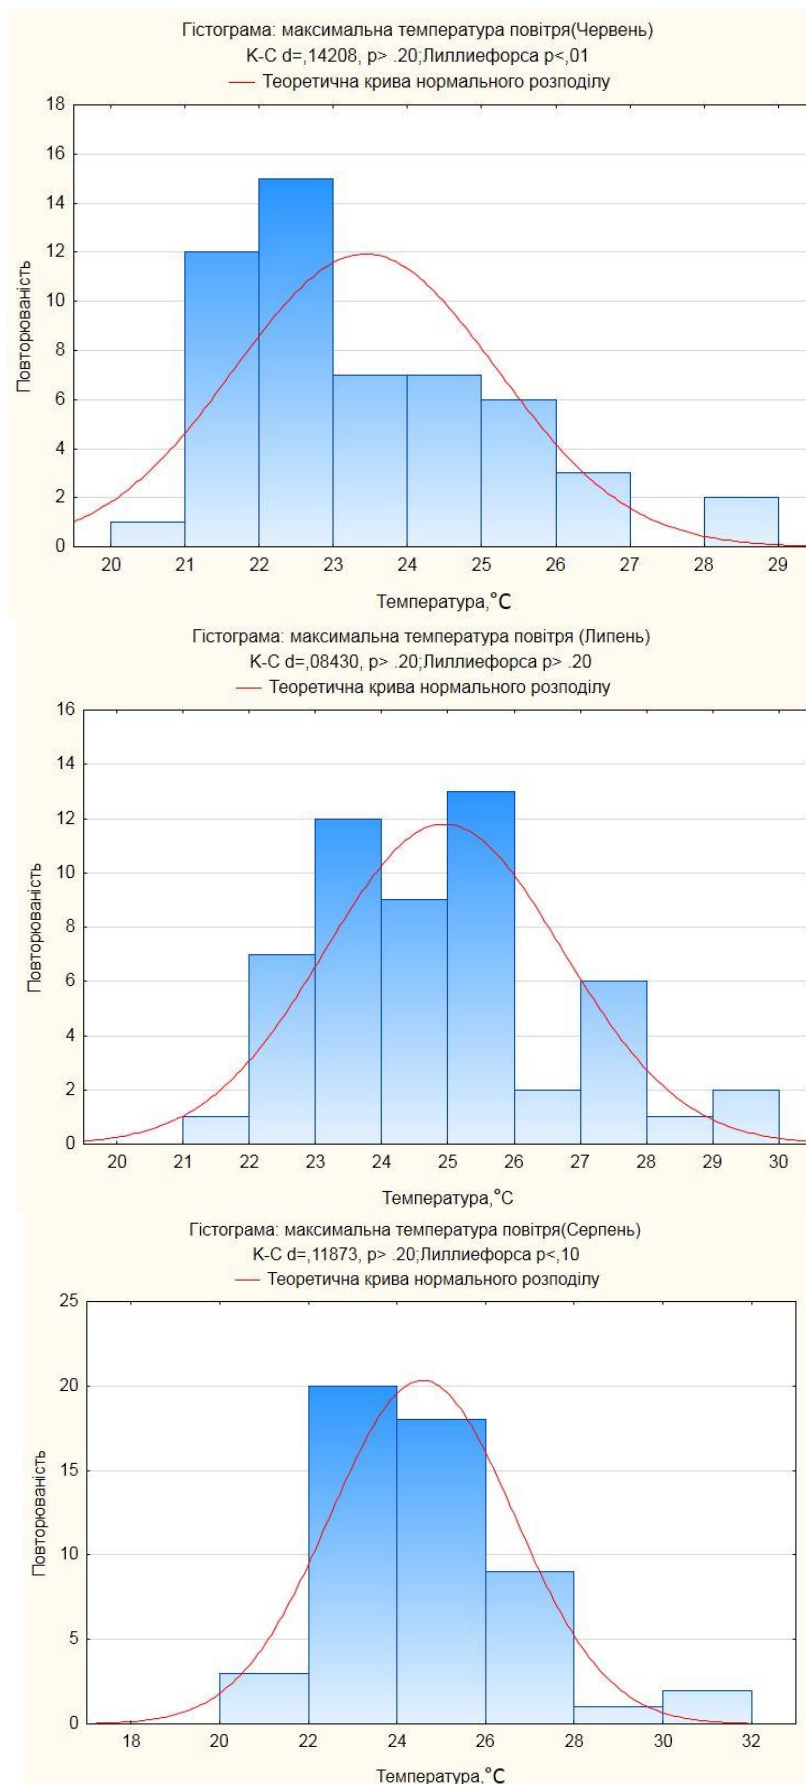 Гістограма: максимальна температура повітря(Червень)
K-C d=,14208, p> .20;Лиллиефорса p<,01
Теоретична крива нормального розподілу
18
16
14
12
10
8
6
4
2
0
Повторюваність
20 21 22 23 24 25 26 27 28 29
Температура,°C
Гістограма: максимальна температура повітря (Липень)
K-C d=,08430, p> .20;Лиллиефорса p> .20
Теоретична крива нормального розподілу
16
14
12
10
8
6
4
2
0
Повторюваність
20 21 22 23 24 25 26 27 28 29 30
Температура,°C
Гістограма: максимальна температура повітря(Серпень)
K-C d=,11873, p> .20;Лиллиефорса p<,10
Теоретична крива нормального розподілу
25
20
15
10
5
0
Повторюваність
18 20 22 24 26 28 30 32
Температура,°C